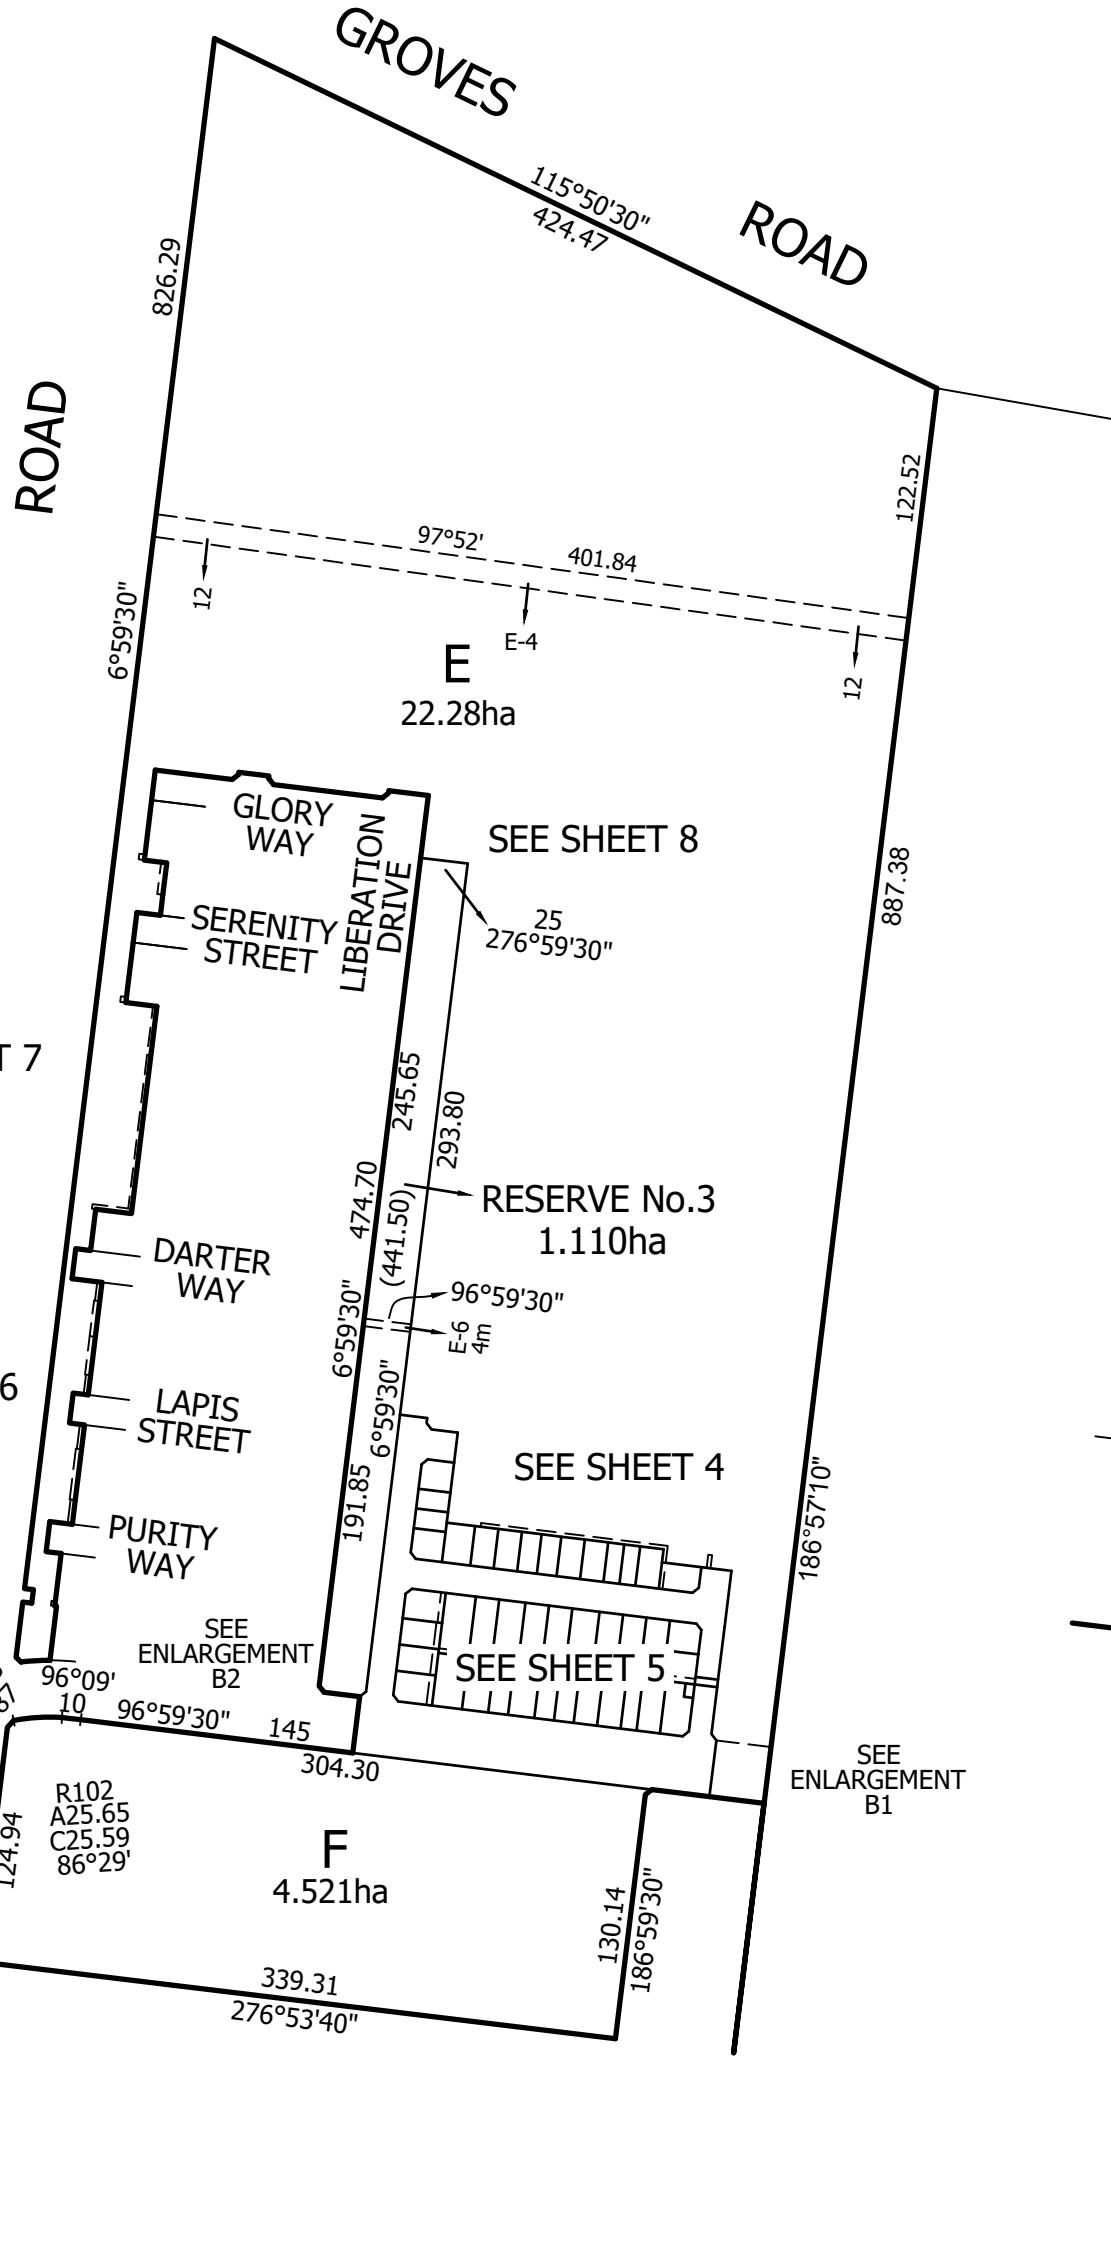 GROVES
ROAD
115°50'30"
424.47
826.29
ROAD
122.52
97°52'
401.84
12
E-4
12
6°59'30"
E
22.28ha
GLORY
WAY
LIBERATION
DRIVE
SEE SHEET 8
887.38
25
276°59'30"
SERENITY
STREET
T 7
245.65
293.80
474.70
(441.50)
RESERVE No.3
1.110ha
DARTER
WAY
96°59'30"
E-6
4m
6°59'30"
6°59'30"
6
LAPIS
STREET
SEE SHEET 4
191.85
186°57'10"
PURITY
WAY
SEE
ENLARGEMENT
B2
SEE SHEET 5
96°09'
10
96°59'30"
145
304.30
SEE
ENLARGEMENT
B1
R102
A25.65
C25.59
86°29'
124.94
F
4.521ha
130.14
186°59'30"
339.31
276°53'40"